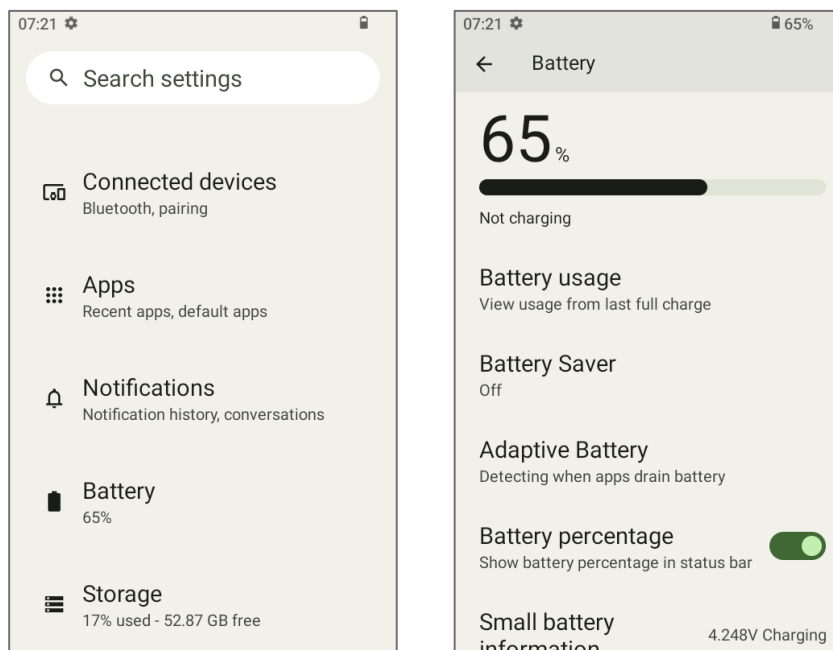 07:21
Search settings
Connected devices
Bluetooth, pairing
Apps
Recent apps, default apps
Notifications
Notification history, conversations
Battery
65%
Storage
17% used - 52.87 GB free
07:21
65%
Battery
65%
Not charging
Battery usage
View usage from last full charge
Battery Saver
Off
Adaptive Battery
Detecting when apps drain battery
Battery percentage
Show battery percentage in status bar
Small battery
information
4.248V Charging